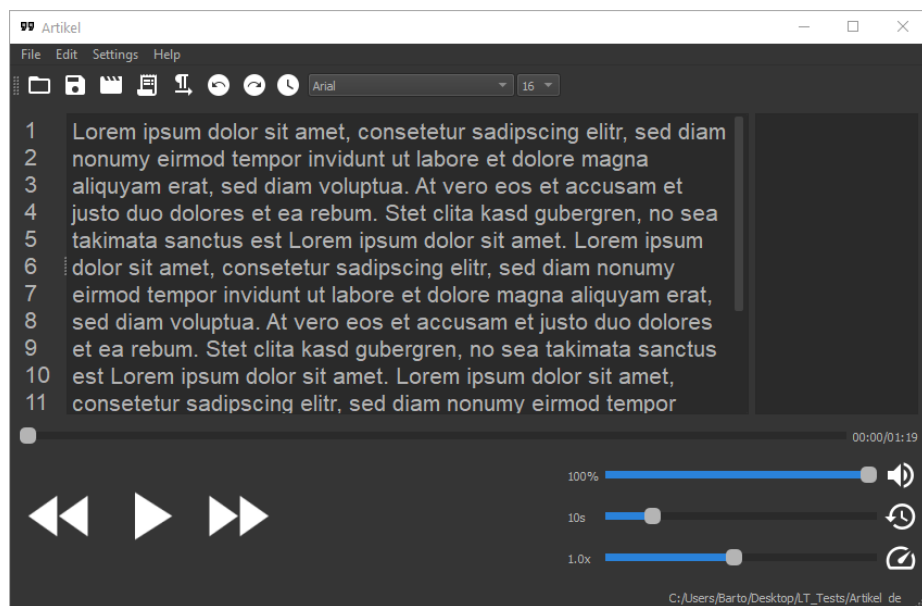 Artikel
File Edit Settings Help
Arial 16
1 Lorem ipsum dolor sit amet, consetetur sadipscing elitr, sed diam
2 nonumy eirmod tempor invidunt ut labore et dolore magna
3 aliquyam erat, sed diam voluptua. At vero eos et accusam et
4 justo duo dolores et ea rebum. Stet clita kasd gubergren, no sea
5 takimata sanctus est Lorem ipsum dolor sit amet. Lorem ipsum
6 dolor sit amet, consetetur sadipscing elitr, sed diam nonumy
7 eirmod tempor invidunt ut labore et dolore magna aliquyam erat,
8 sed diam voluptua. At vero eos et accusam et justo duo dolores
9 et ea rebum. Stet clita kasd gubergren, no sea takimata sanctus
10 est Lorem ipsum dolor sit amet. Lorem ipsum dolor sit amet,
11 consetetur sadipscing elitr, sed diam nonumy eirmod tempor
00:00/01:19
100%
10s
1.0x
C:/Users/Barto/Desktop/LT_Tests/Artikel_de